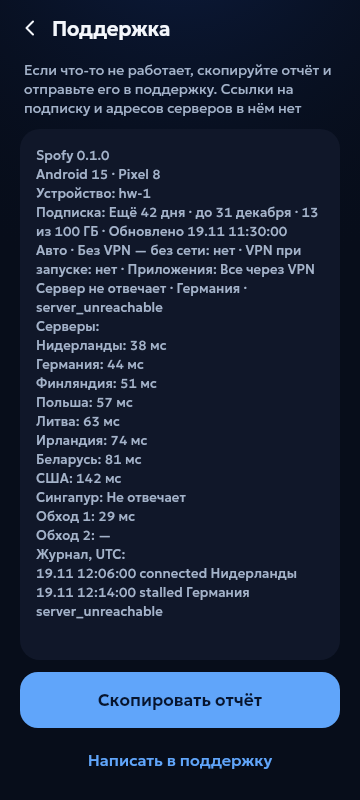 Поддержка
Если что-то не работает, скопируйте отчёт и
отправьте его в поддержку. Ссылки на
подписку и адресов серверов в нём нет
Spofy 0.1.0
Android 15 · Pixel 8
Устройство: hw-1
Подписка: Ещё 42 дня · до 31 декабря · 13
из 100 ГБ · Обновлено 19.11 11:30:00
Авто · Без VPN — без сети: нет · VPN при
запуске: нет · Приложения: Все через VPN
Сервер не отвечает · Германия ·
server_unreachable
Серверы:
Нидерланды: 38 мс
Германия: 44 мс
Финляндия: 51 мс
Польша: 57 мс
Литва: 63 мс
Ирландия: 74 мс
Беларусь: 81 мс
США: 142 мс
Сингапур: Не отвечает
Обход 1: 29 мс
Обход 2: —
Журнал, UTC:
19.11 12:06:00 connected Нидерланды
19.11 12:14:00 stalled Германия
server_unreachable
Скопировать отчёт
Написать в поддержку